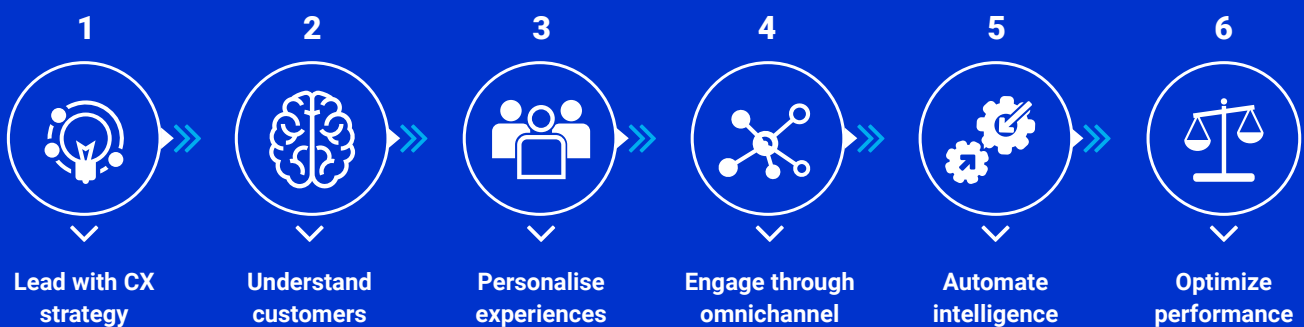 1
2
3
4
5
6
Lead with CX
strategy
Understand
customers
Personalise
experiences
Engage through
omnichannel
Automate
intelligence
Optimize
performance